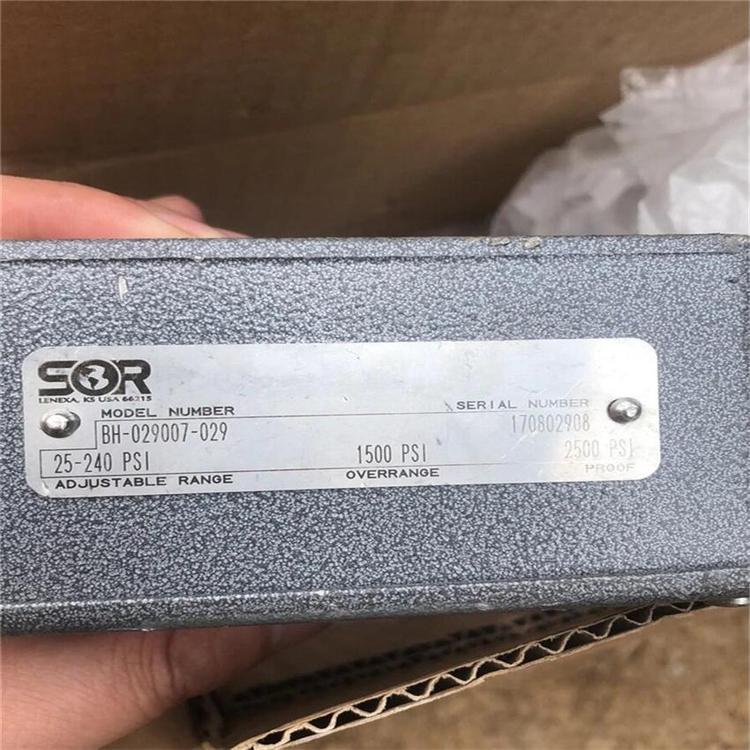 SOR
LENEXA, KS USA 66215
MODEL NUMBER SERIAL NUMBER
BH-029007-029 170802908
25-240 PSI 1500 PSI 2500 PSI
ADJUSTABLE RANGE OVERRANGE PROOF